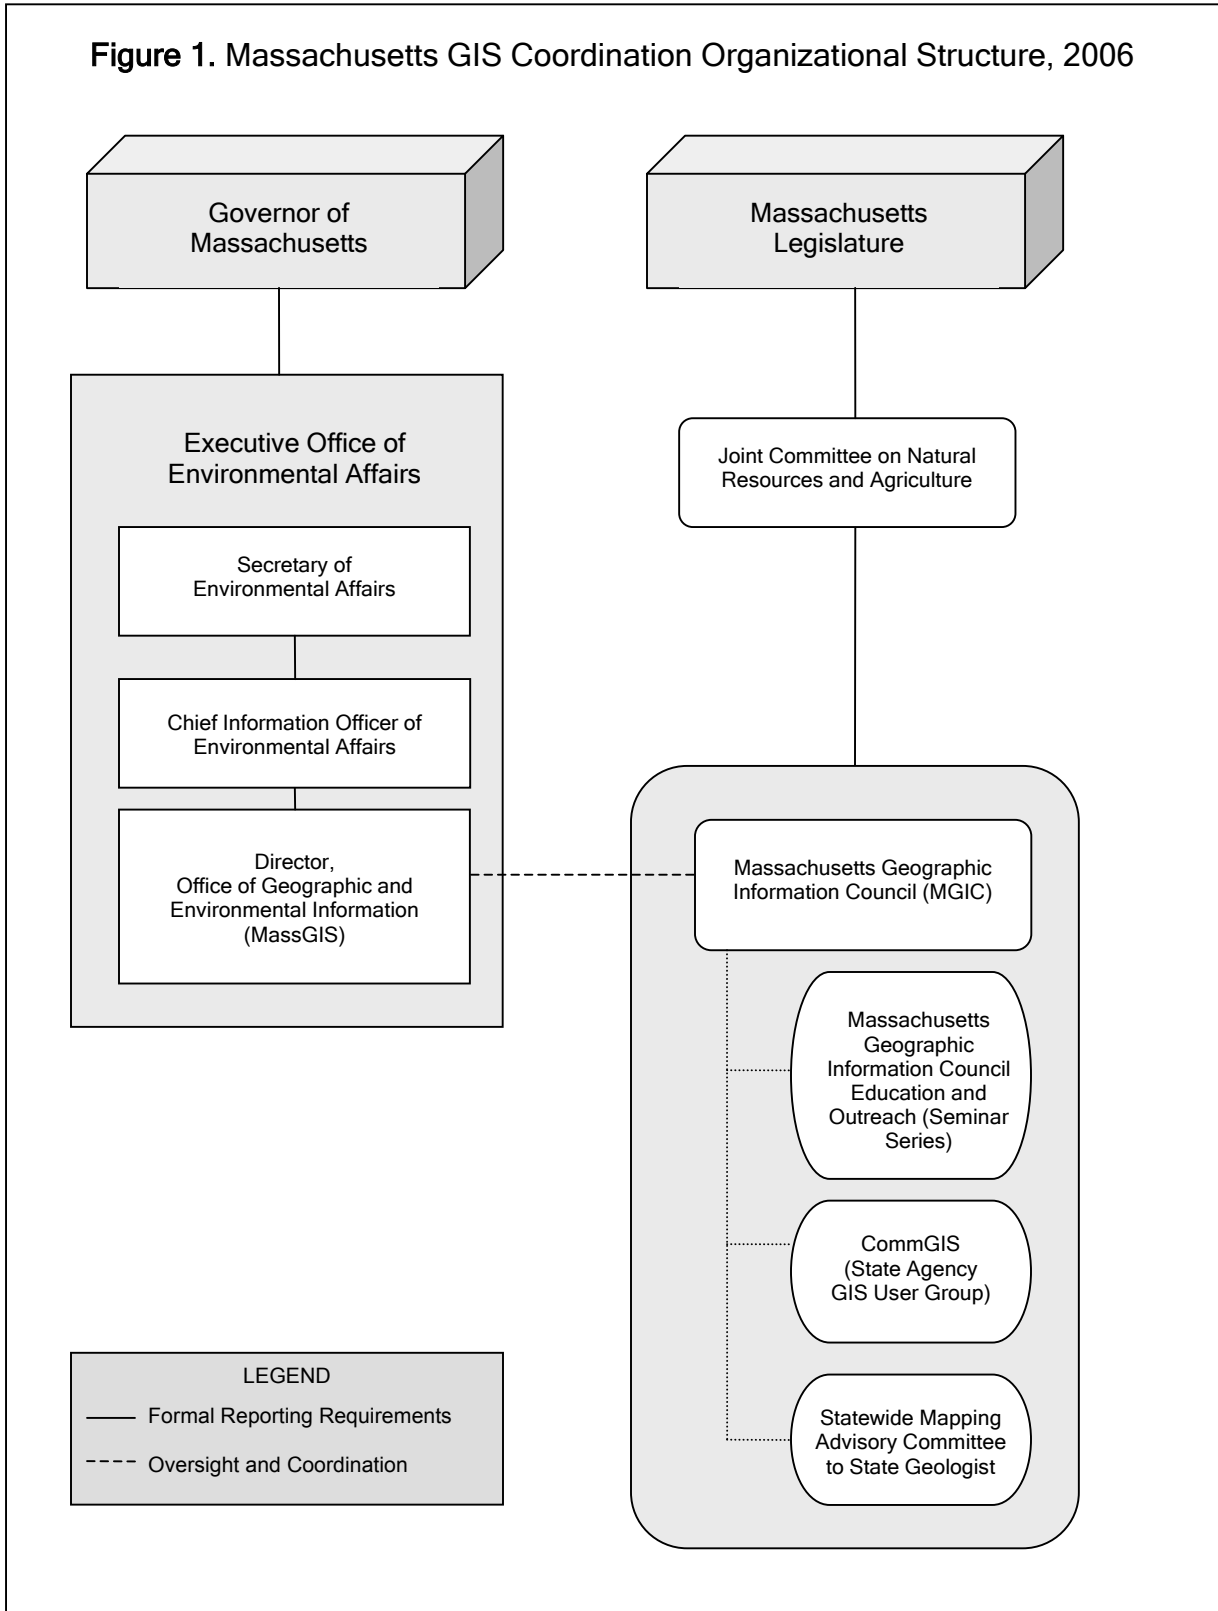 Figure 1. Massachusetts GIS Coordination Organizational Structure, 2006
Governor of
Massachusetts
Massachusetts
Legislature
Executive Office of
Environmental Affairs
Secretary of
Environmental Affairs
Chief Information Officer of
Environmental Affairs
Director,
Office of Geographic and
Environmental Information
(MassGIS)
Joint Committee on Natural
Resources and Agriculture
Massachusetts Geographic
Information Council (MGIC)
Massachusetts
Geographic
Information Council
Education and
Outreach (Seminar
Series)
CommGIS
(State Agency
GIS User Group)
Statewide Mapping
Advisory Committee
to State Geologist
LEGEND
Formal Reporting Requirements
Oversight and Coordination